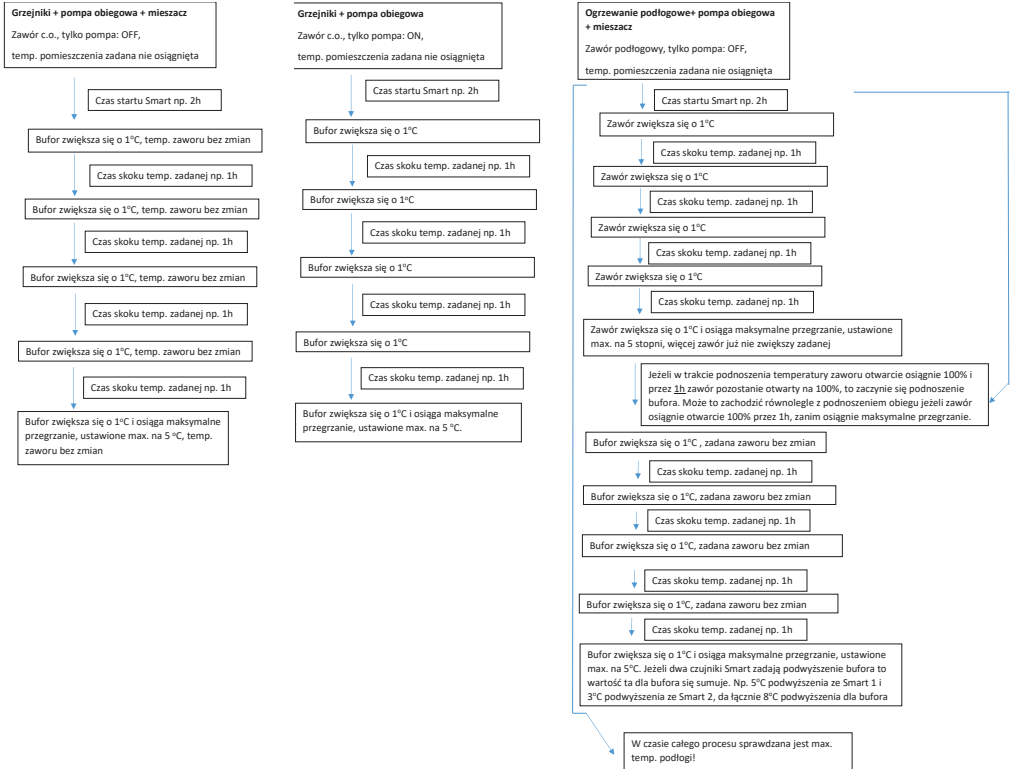 Grzejniki + pompa obiegowa + mieszacz
Zawór c.o., tylko pompa: OFF,
temp. pomieszczenia zadana nie osiągnięta
Czas startu Smart np. 2h
Bufor zwiększa się o 1°C, temp. zaworu bez zmian
Czas skoku temp. zadanej np. 1h
Bufor zwiększa się o 1°C, temp. zaworu bez zmian
Czas skoku temp. zadanej np. 1h
Bufor zwiększa się o 1°C, temp. zaworu bez zmian
Czas skoku temp. zadanej np. 1h
Bufor zwiększa się o 1°C, temp. zaworu bez zmian
Czas skoku temp. zadanej np. 1h
Bufor zwiększa się o 1°C i osiąga maksymalne
przegrzanie, ustawione max. na 5 °C, temp.
zaworu bez zmian
Grzejniki + pompa obiegowa
Zawór c.o., tylko pompa: ON,
temp. pomieszczenia zadana nie osiągnięta
Czas startu Smart np. 2h
Bufor zwiększa się o 1°C
Czas skoku temp. zadanej np. 1h
Bufor zwiększa się o 1°C
Czas skoku temp. zadanej np. 1h
Bufor zwiększa się o 1°C
Czas skoku temp. zadanej np. 1h
Bufor zwiększa się o 1°C
Czas skoku temp. zadanej np. 1h
Bufor zwiększa się o 1°C i osiąga maksymalne
przegrzanie, ustawione max. na 5 °C.
Ogrzewanie podłogowe+ pompa obiegowa
+ mieszacz
Zawór podłogowy, tylko pompa: OFF,
temp. pomieszczenia zadana nie osiągnięta
Czas startu Smart np. 2h
Zawór zwiększa się o 1°C
Czas skoku temp. zadanej np. 1h
Zawór zwiększa się o 1°C
Czas skoku temp. zadanej np. 1h
Zawór zwiększa się o 1°C
Czas skoku temp. zadanej np. 1h
Zawór zwiększa się o 1°C
Czas skoku temp. zadanej np. 1h
Zawór zwiększa się o 1°C i osiąga maksymalne przegrzanie, ustawione
max. na 5 stopni, więcej zawór już nie zwiększy zadanej
Jeżeli w trakcie podnoszenia temperatury zaworu otwarcie osiągnie 100% i
przez 1h zawór pozostanie otwarty na 100%, to zaczynie się podnoszenie
bufora. Może to zachodzić równolegle z podnoszeniem obiegu jeżeli zawór
osiągnie otwarcie 100% przez 1h, zanim osiągnie maksymalne przegrzanie.
Bufor zwiększa się o 1°C , zadana zaworu bez zmian
Czas skoku temp. zadanej np. 1h
Bufor zwiększa się o 1°C, zadana zaworu bez zmian
Czas skoku temp. zadanej np. 1h
Bufor zwiększa się o 1°C, zadana zaworu bez zmian
Czas skoku temp. zadanej np. 1h
Bufor zwiększa się o 1°C, zadana zaworu bez zmian
Czas skoku temp. zadanej np. 1h
Bufor zwiększa się o 1°C i osiąga maksymalne przegrzanie, ustawione
max. na 5°C. Jeżeli dwa czujniki Smart zadają podwyższenie bufora to
wartość ta dla bufora się sumuje. Np. 5°C podwyższenia ze Smart 1 i
3°C podwyższenia ze Smart 2, da łącznie 8°C podwyższenia dla bufora
W czasie całego procesu sprawdzana jest max.
temp. podłogi!